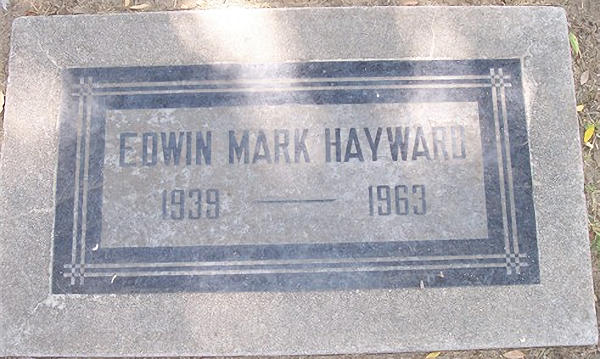 EDWIN MARK HAYWARD
1939 — 1963